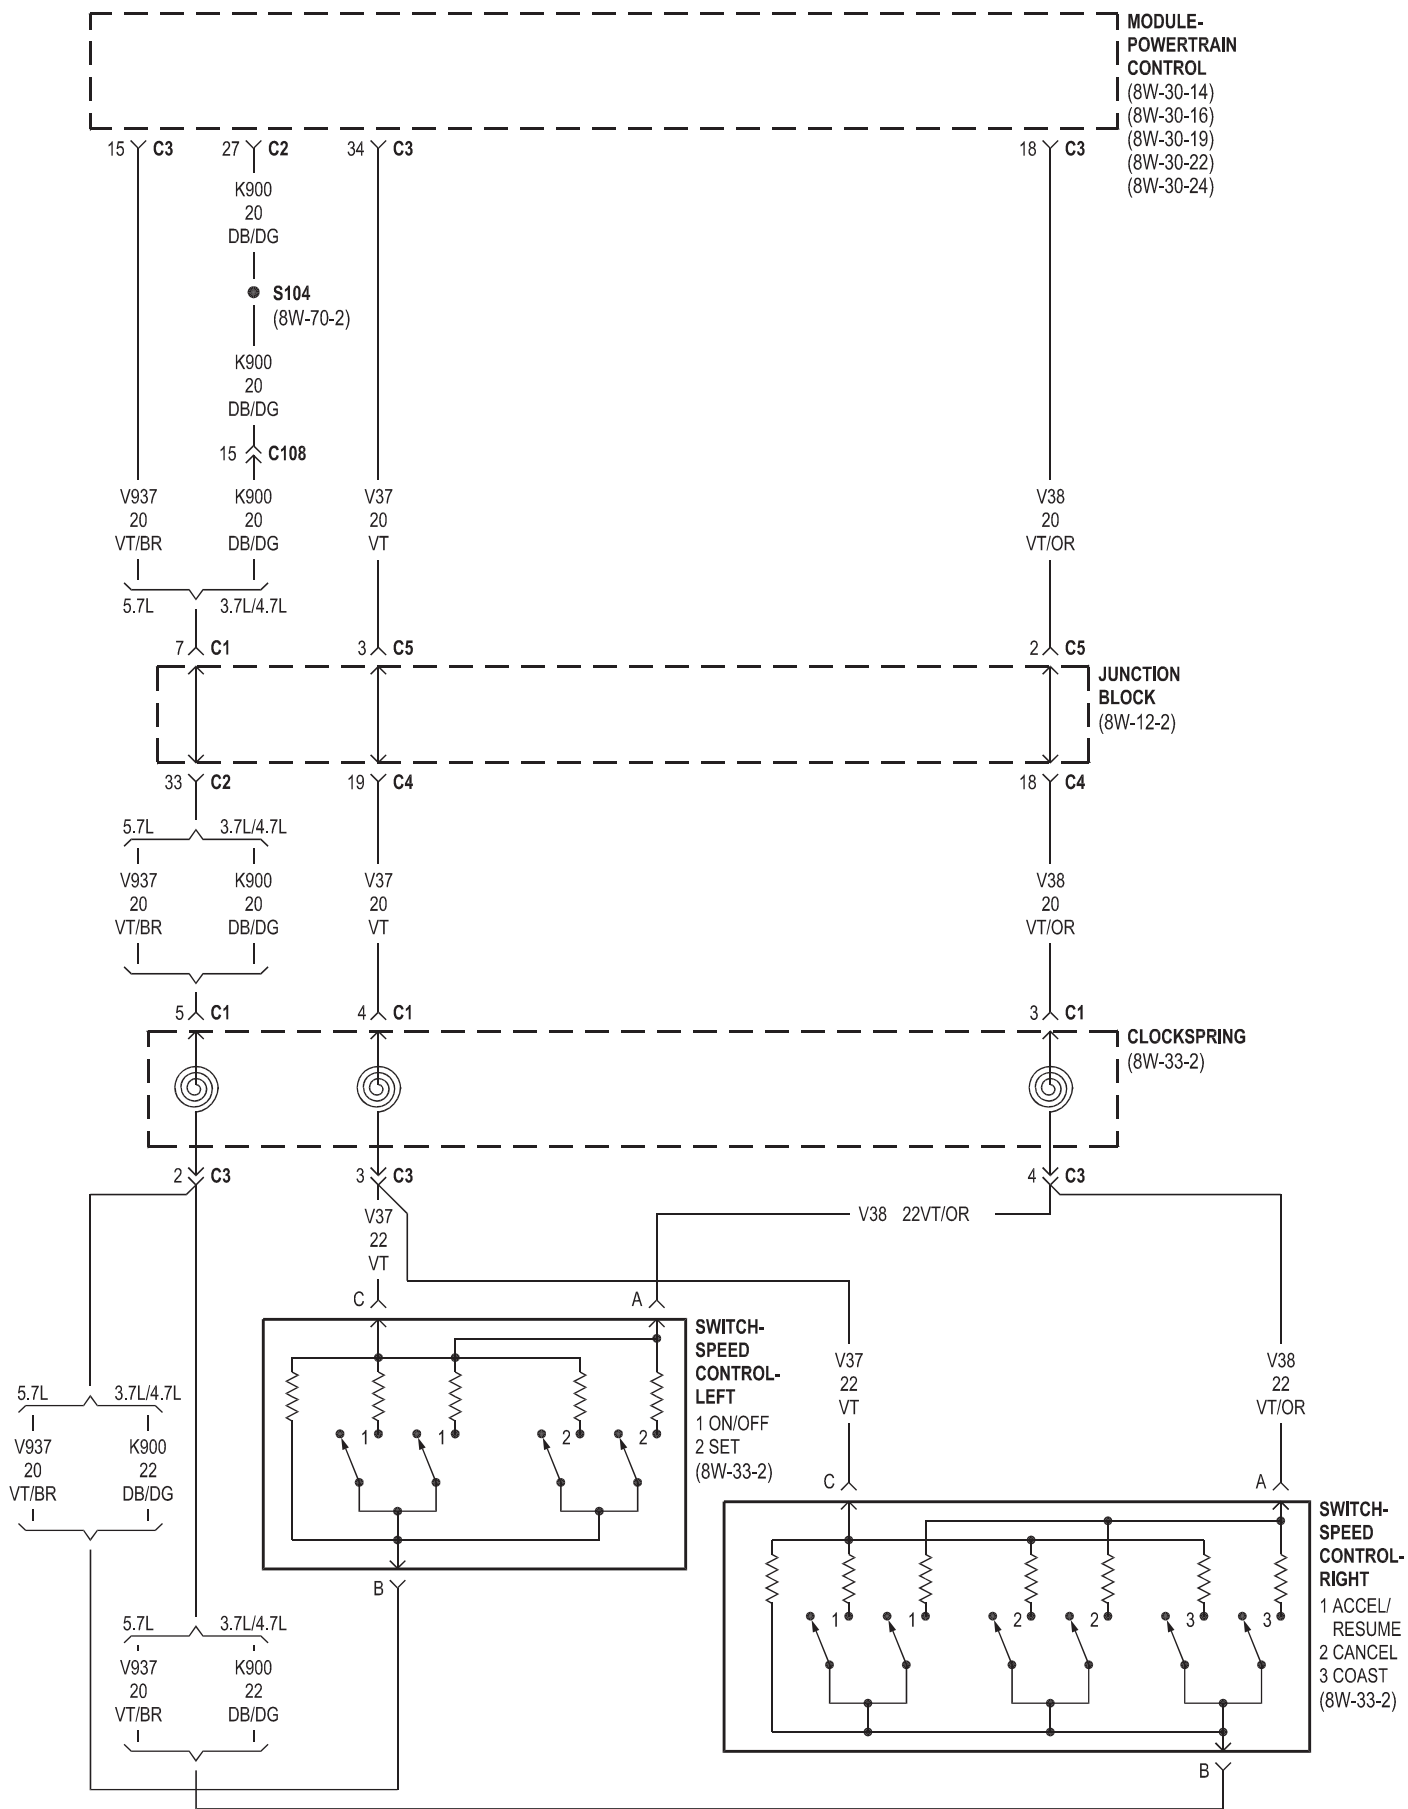 MODULE-
POWERTRAIN
CONTROL
(8W-30-14)
(8W-30-16)
(8W-30-19)
(8W-30-22)
(8W-30-24)
15 C3 27 C2 34 C3 18 C3
K900
20
DB/DG
S104
(8W-70-2)
K900
20
DB/DG
15 C108
V937 K900 V37 V38
20 20 20 20
VT/BR DB/DG VT VT/OR
5.7L 3.7L/4.7L
7 C1 3 C5 2 C5
JUNCTION
BLOCK
(8W-12-2)
33 C2 19 C4 18 C4
5.7L 3.7L/4.7L
V937 K900 V37 V38
20 20 20 20
VT/BR DB/DG VT VT/OR
5 C1 4 C1 3 C1
CLOCKSPRING
(8W-33-2)
2 C3 3 C3 4 C3
V37
22
VT
V38 22VT/OR
C A
SWITCH-
SPEED
CONTROL-
LEFT
1 ON/OFF
2 SET
(8W-33-2)
1 1 2 2
B
V37 V38
22 22
VT VT/OR
5.7L 3.7L/4.7L
V937 K900
20 22
VT/BR DB/DG
C A
SWITCH-
SPEED
CONTROL-
RIGHT
1 ACCEL/
RESUME
2 CANCEL
3 COAST
(8W-33-2)
1 1 2 2 3 3
5.7L 3.7L/4.7L
V937 K900
20 22
VT/BR DB/DG
B